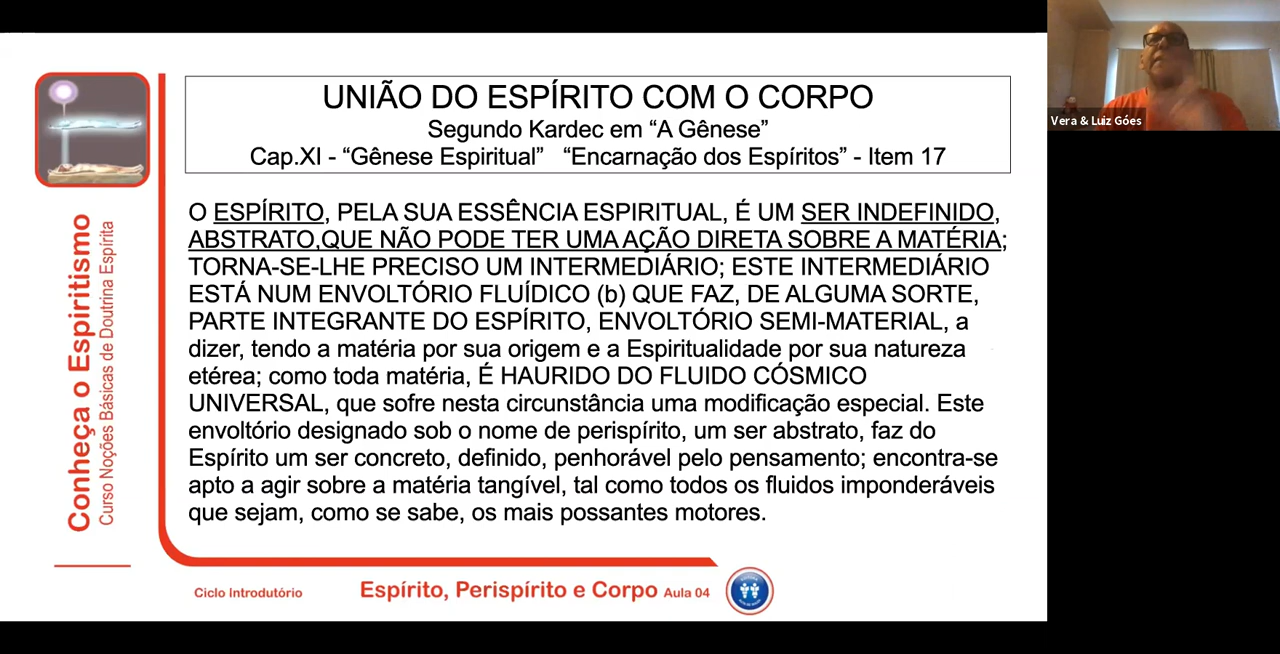 UNIÃO DO ESPÍRITO COM O CORPO
Segundo Kardec em “A Gênese”
Cap.XI - “Gênese Espiritual” “Encarnação dos Espíritos” - Item 17
O ESPÍRITO, PELA SUA ESSÊNCIA ESPIRITUAL, É UM SER INDEFINIDO,
ABSTRATO,QUE NÃO PODE TER UMA AÇÃO DIRETA SOBRE A MATÉRIA;
TORNA-SE-LHE PRECISO UM INTERMEDIÁRIO; ESTE INTERMEDIÁRIO
ESTÁ NUM ENVOLTÓRIO FLUÍDICO (b) QUE FAZ, DE ALGUMA SORTE,
PARTE INTEGRANTE DO ESPÍRITO, ENVOLTÓRIO SEMI-MATERIAL, a
dizer, tendo a matéria por sua origem e a Espiritualidade por sua natureza
etérea; como toda matéria, É HAURIDO DO FLUIDO CÓSMICO
UNIVERSAL, que sofre nesta circunstância uma modificação especial. Este
envoltório designado sob o nome de perispírito, um ser abstrato, faz do
Espírito um ser concreto, definido, penhorável pelo pensamento; encontra-se
apto a agir sobre a matéria tangível, tal como todos os fluidos imponderáveis
que sejam, como se sabe, os mais possantes motores.
Conheça o Espiritismo
Curso Noções Básicas de Doutrina Espírita
Ciclo Introdutório
Espírito, Perispírito e Corpo Aula 04
Vera & Luiz Góes